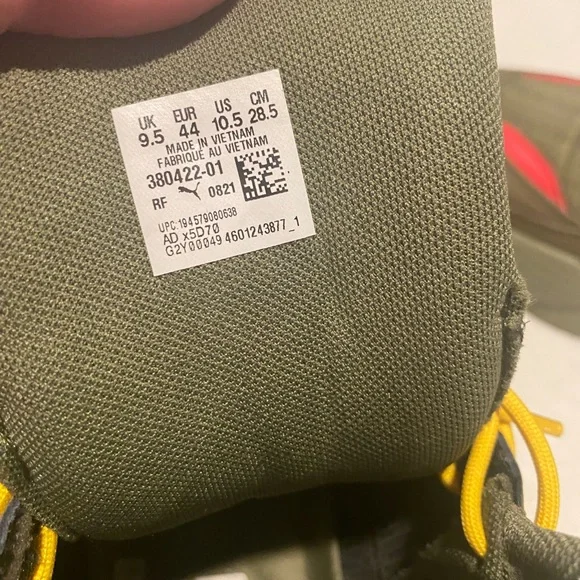 UK EUR US CM
9.5 44 10.5 28.5
MADE IN VIETNAM
FABRIQUE AU VIETNAM
380422-01
RF 0821
UPC:194579080638
AD x5D70
G2Y00049 4601243877_1